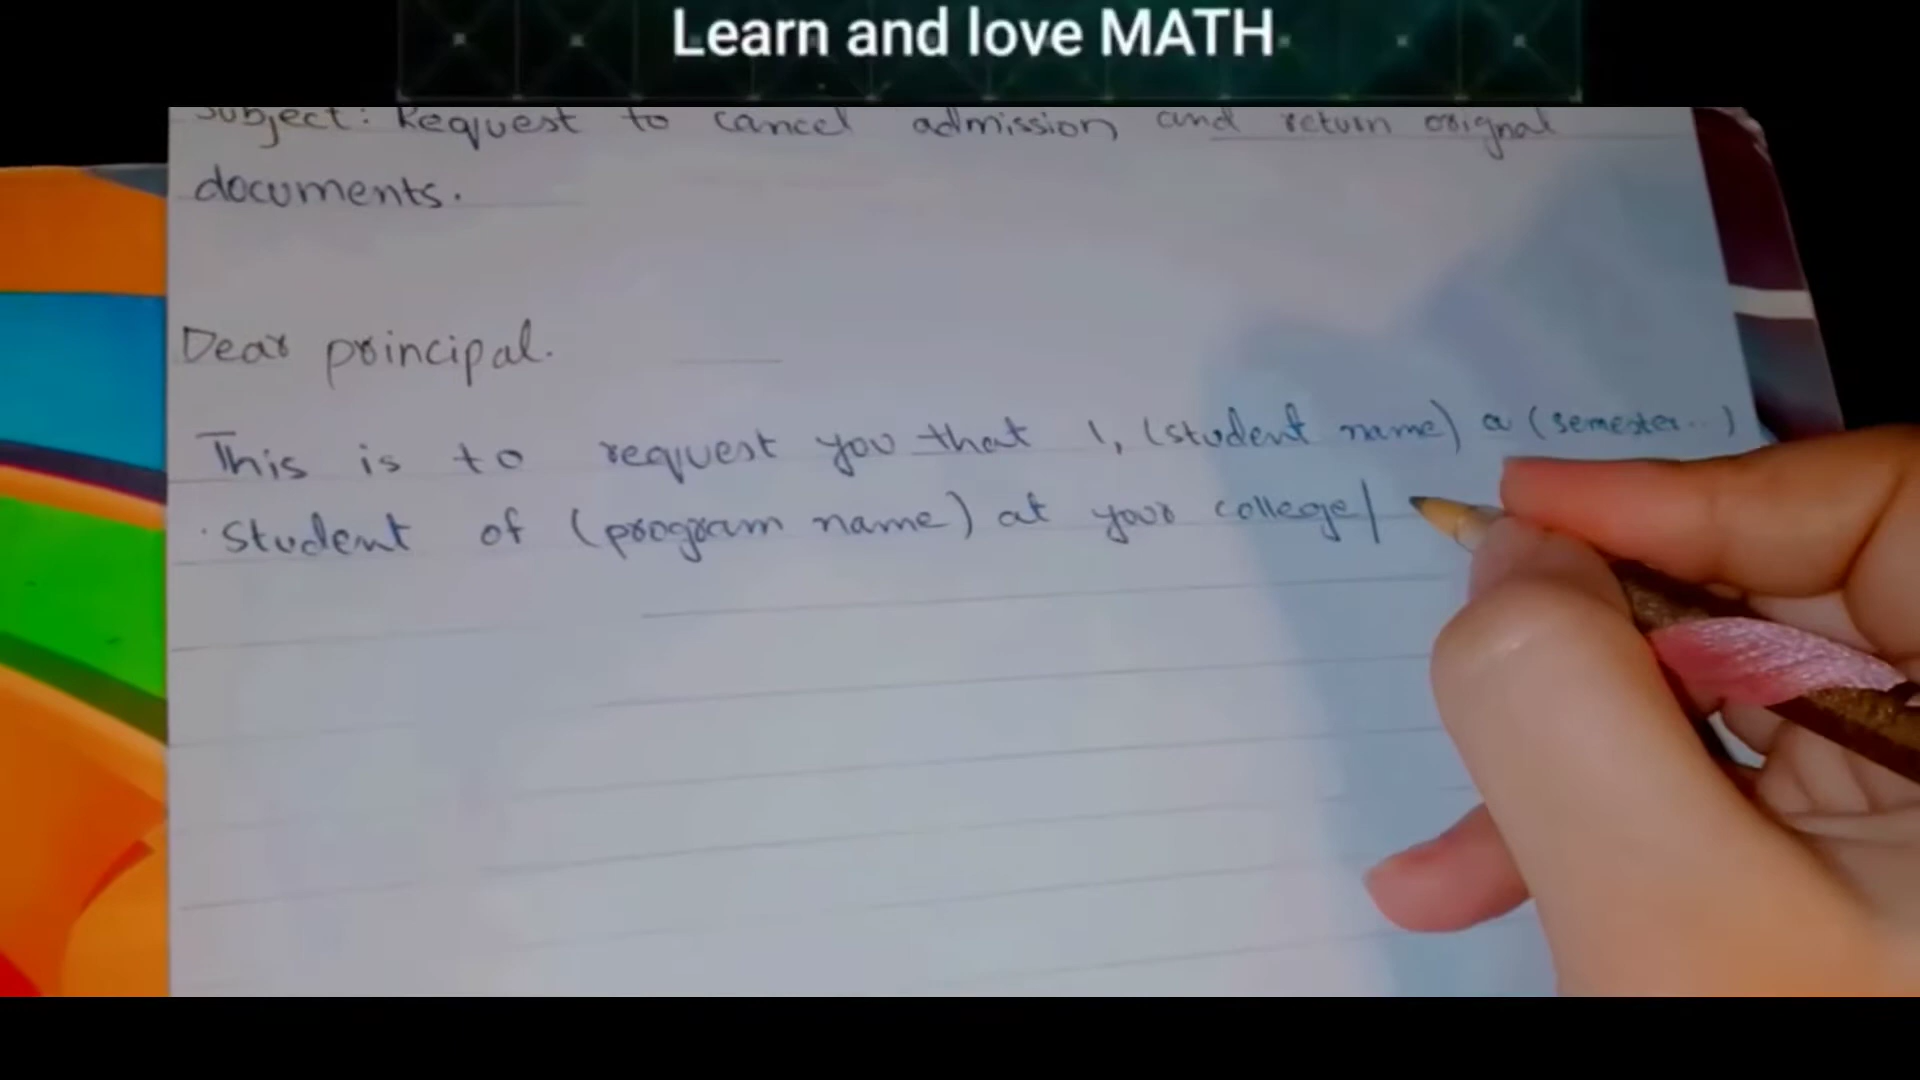 Learn and love MATH
Subject: Request to cancel admission and return orignal
documents.
Dear principal.
This is to request you that I, (student name) a (semester..)
student of (program name) at your college/